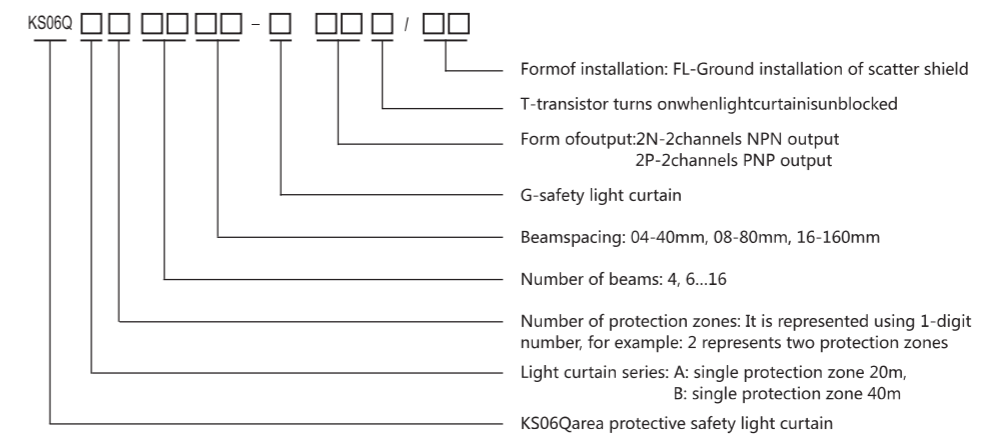 KS06Q□□ □□ □□ - □ □□ □ / □□
Formof installation: FL-Ground installation of scatter shield
T-transistor turns onwhenlightcurtainisunblocked
Form ofoutput:2N-2channels NPN output
2P-2channels PNP output
G-safety light curtain
Beamspacing: 04-40mm, 08-80mm, 16-160mm
Number of beams: 4, 6...16
Number of protection zones: It is represented using 1-digit
number, for example: 2 represents two protection zones
Light curtain series: A: single protection zone 20m,
B: single protection zone 40m
KS06Qarea protective safety light curtain